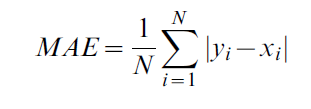 MAE = \frac{1}{N} \sum_{i=1}^{N} |y_i - x_i|